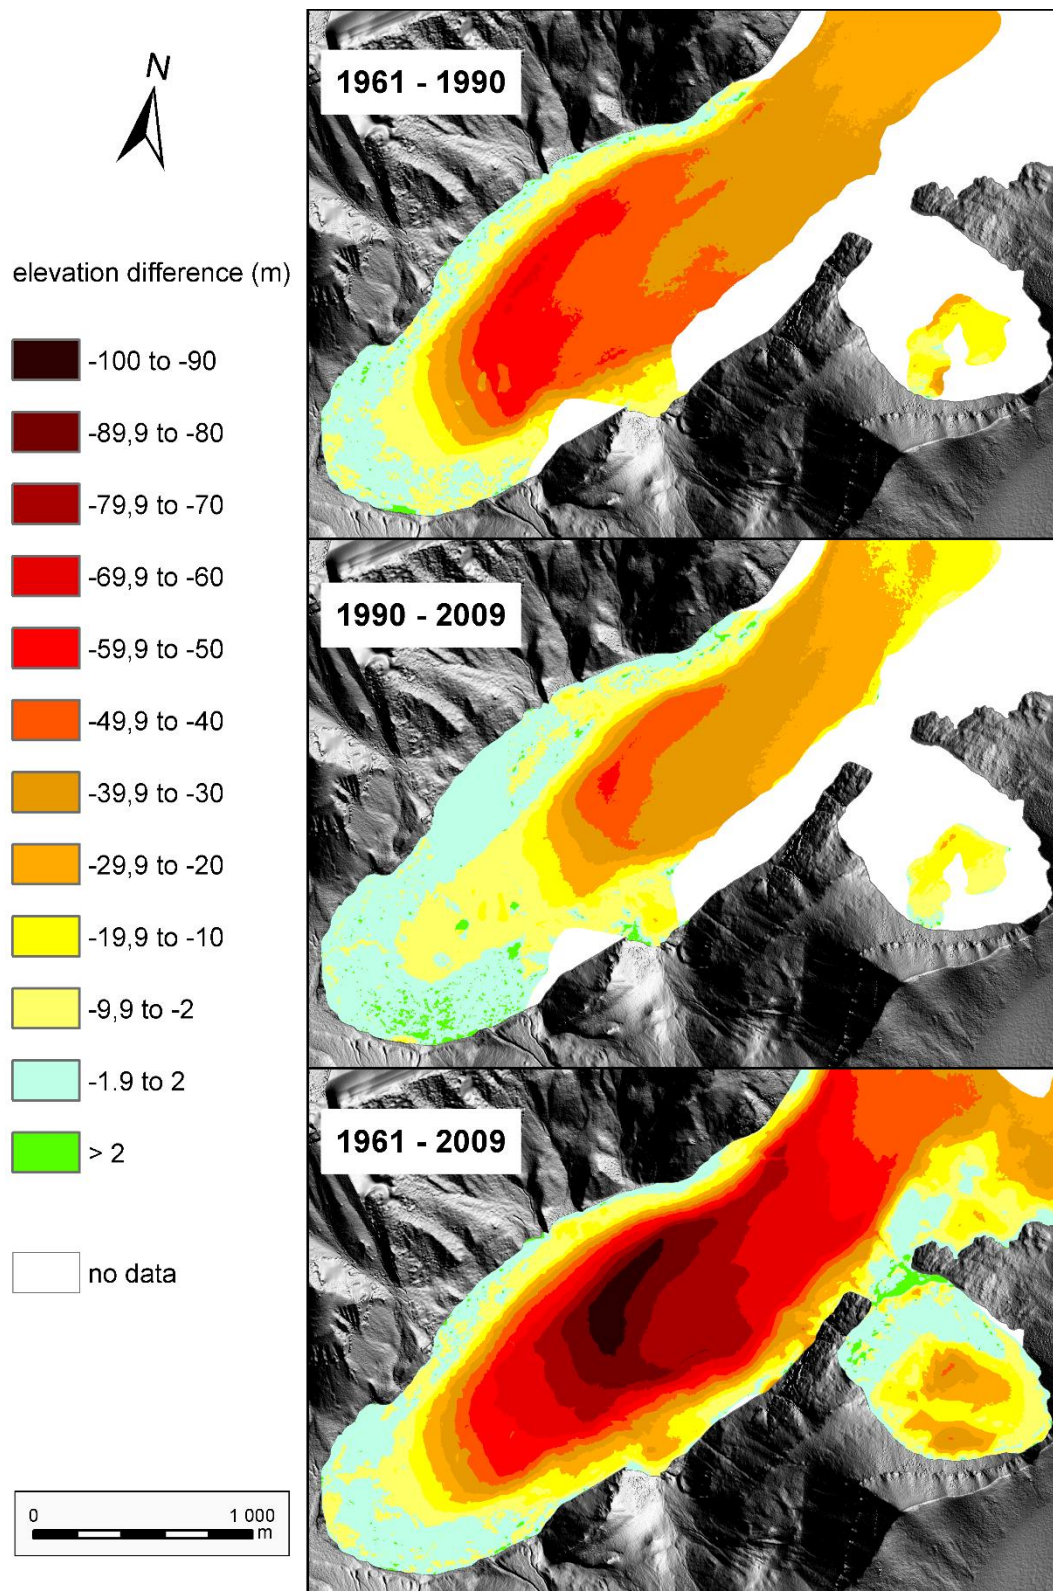 N
elevation difference (m)
-100 to -90
-89,9 to -80
-79,9 to -70
-69,9 to -60
-59,9 to -50
-49,9 to -40
-39,9 to -30
-29,9 to -20
-19,9 to -10
-9,9 to -2
-1.9 to 2
> 2
no data
0 1 000
m
1961 - 1990
1990 - 2009
1961 - 2009